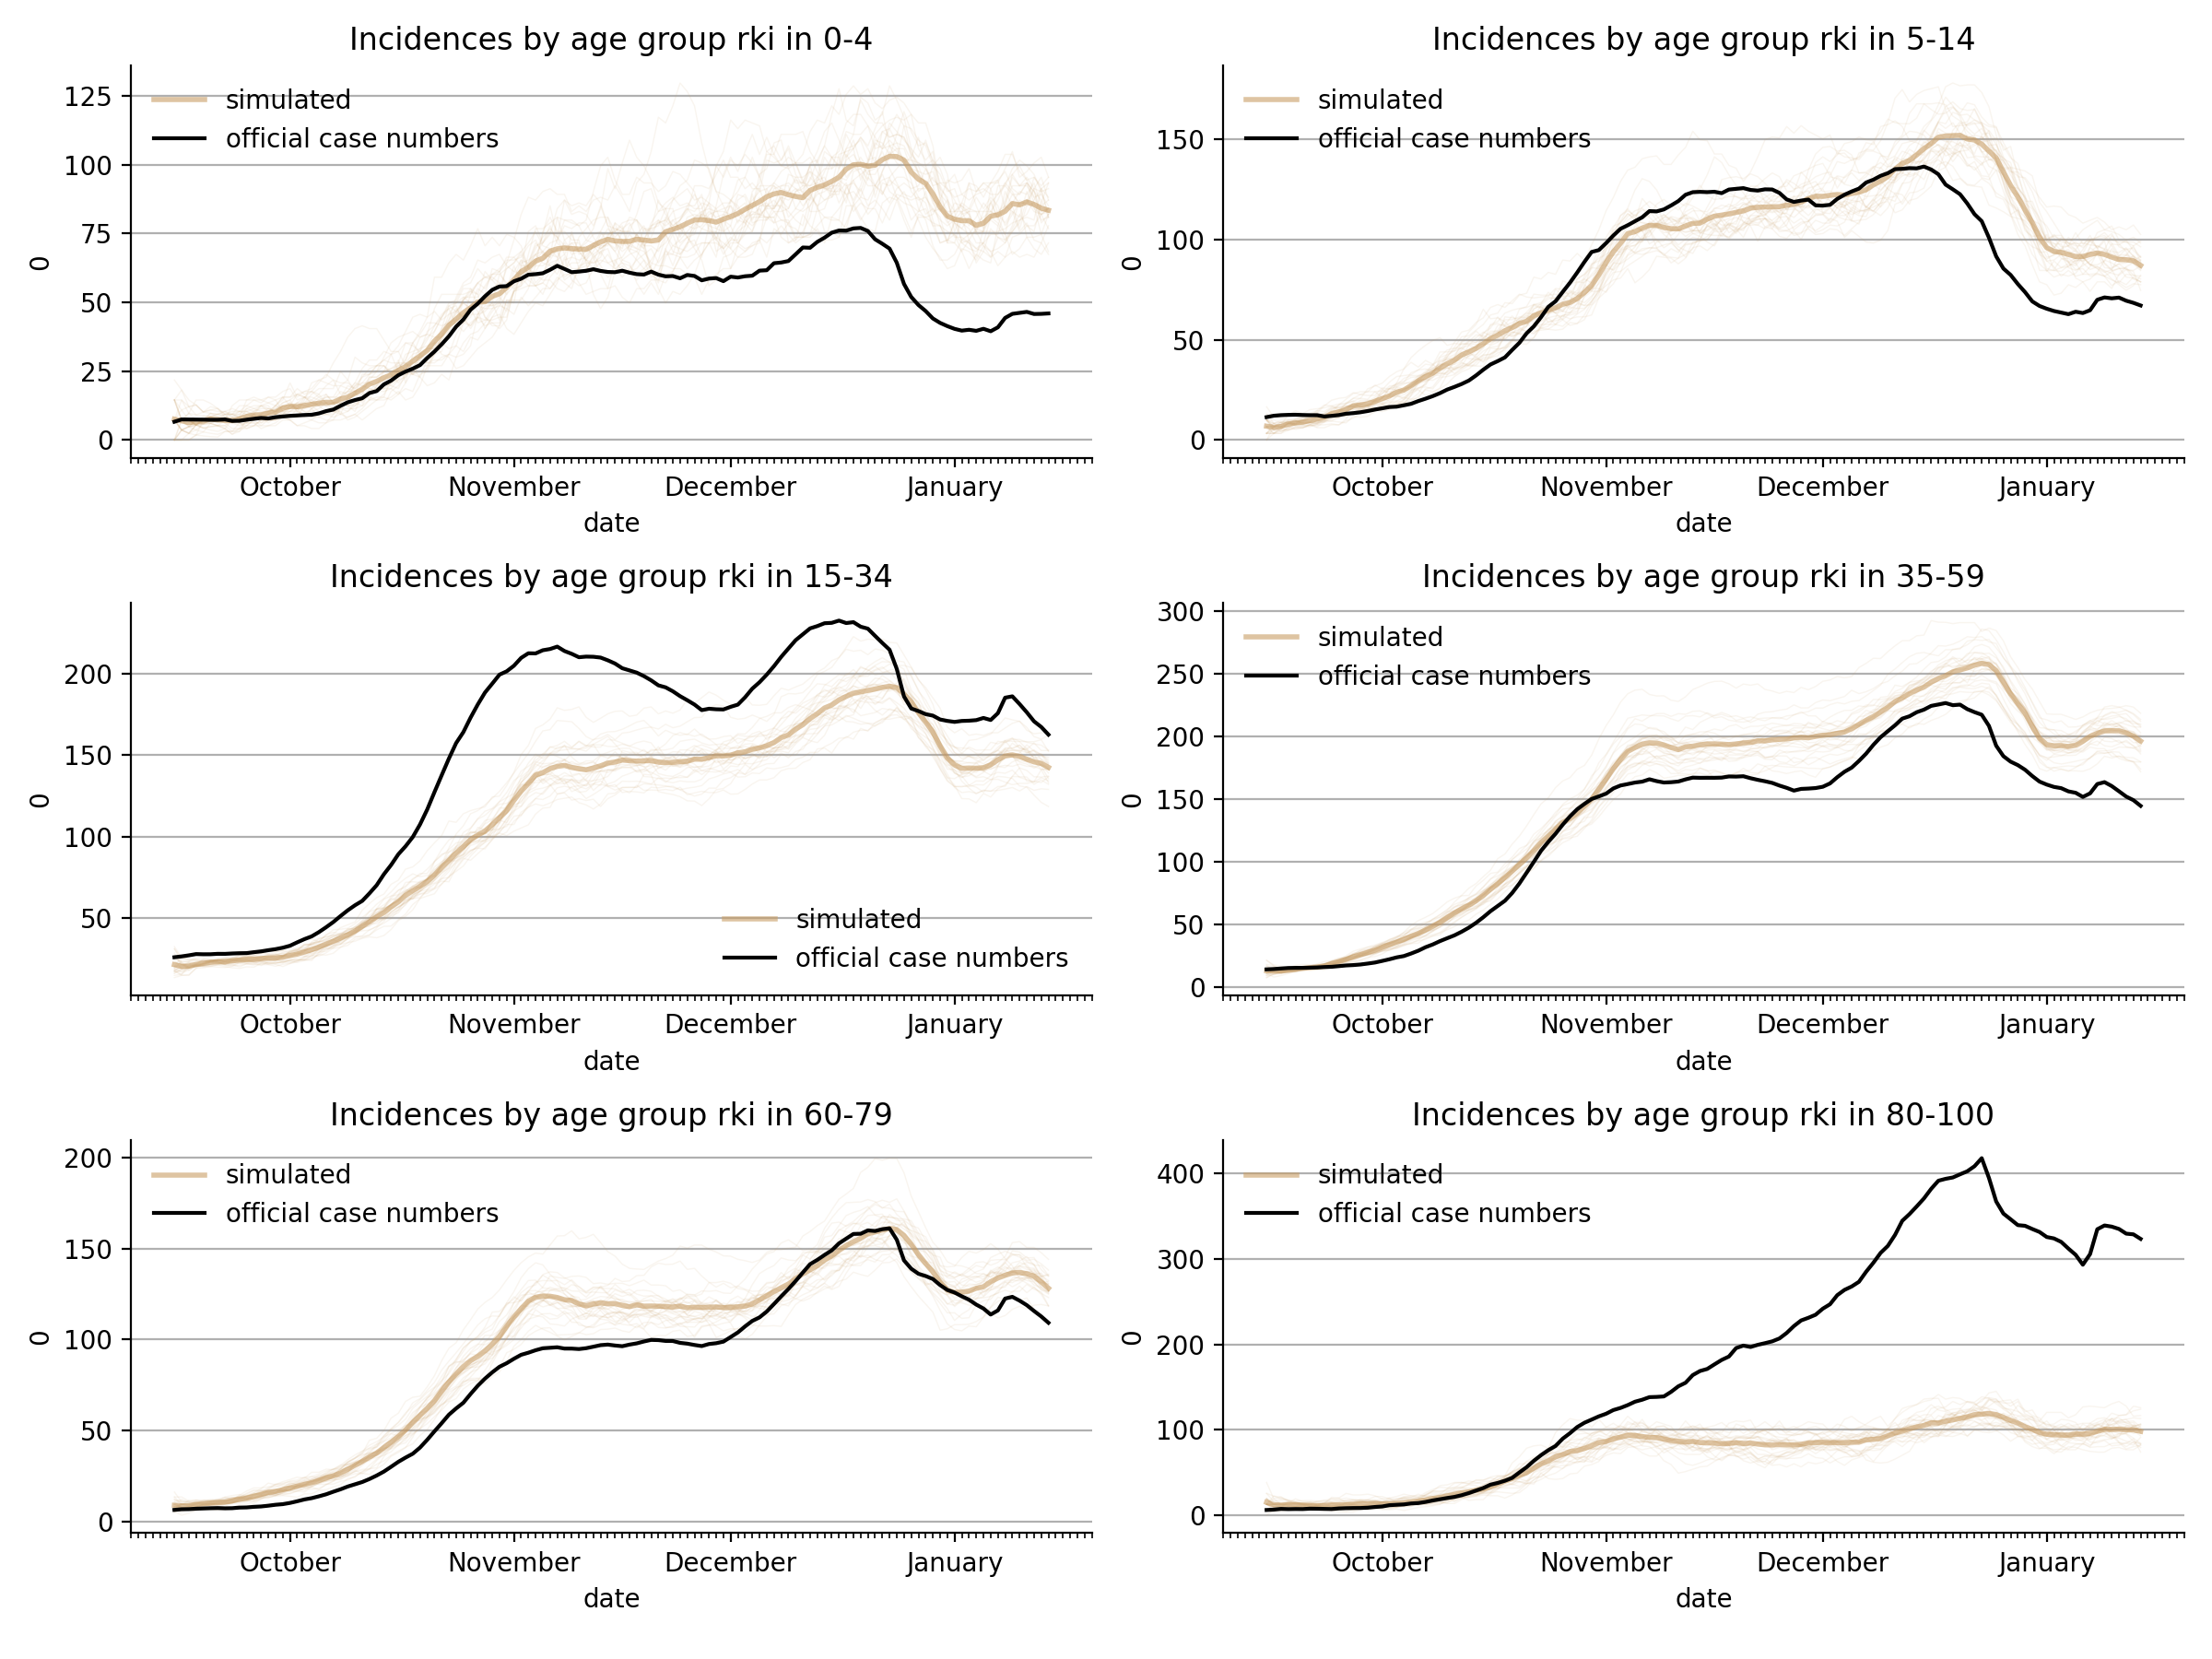 Incidences by age group rki in 0-4
125
100
75
50
25
0
0
simulated
official case numbers
October
November
December
January
date
Incidences by age group rki in 5-14
150
100
50
0
0
simulated
official case numbers
October
November
December
January
date
Incidences by age group rki in 15-34
200
150
100
50
0
simulated
official case numbers
October
November
December
January
date
Incidences by age group rki in 35-59
300
250
200
150
100
50
0
0
simulated
official case numbers
October
November
December
January
date
Incidences by age group rki in 60-79
200
150
100
50
0
0
simulated
official case numbers
October
November
December
January
date
Incidences by age group rki in 80-100
400
300
200
100
0
0
simulated
official case numbers
October
November
December
January
date